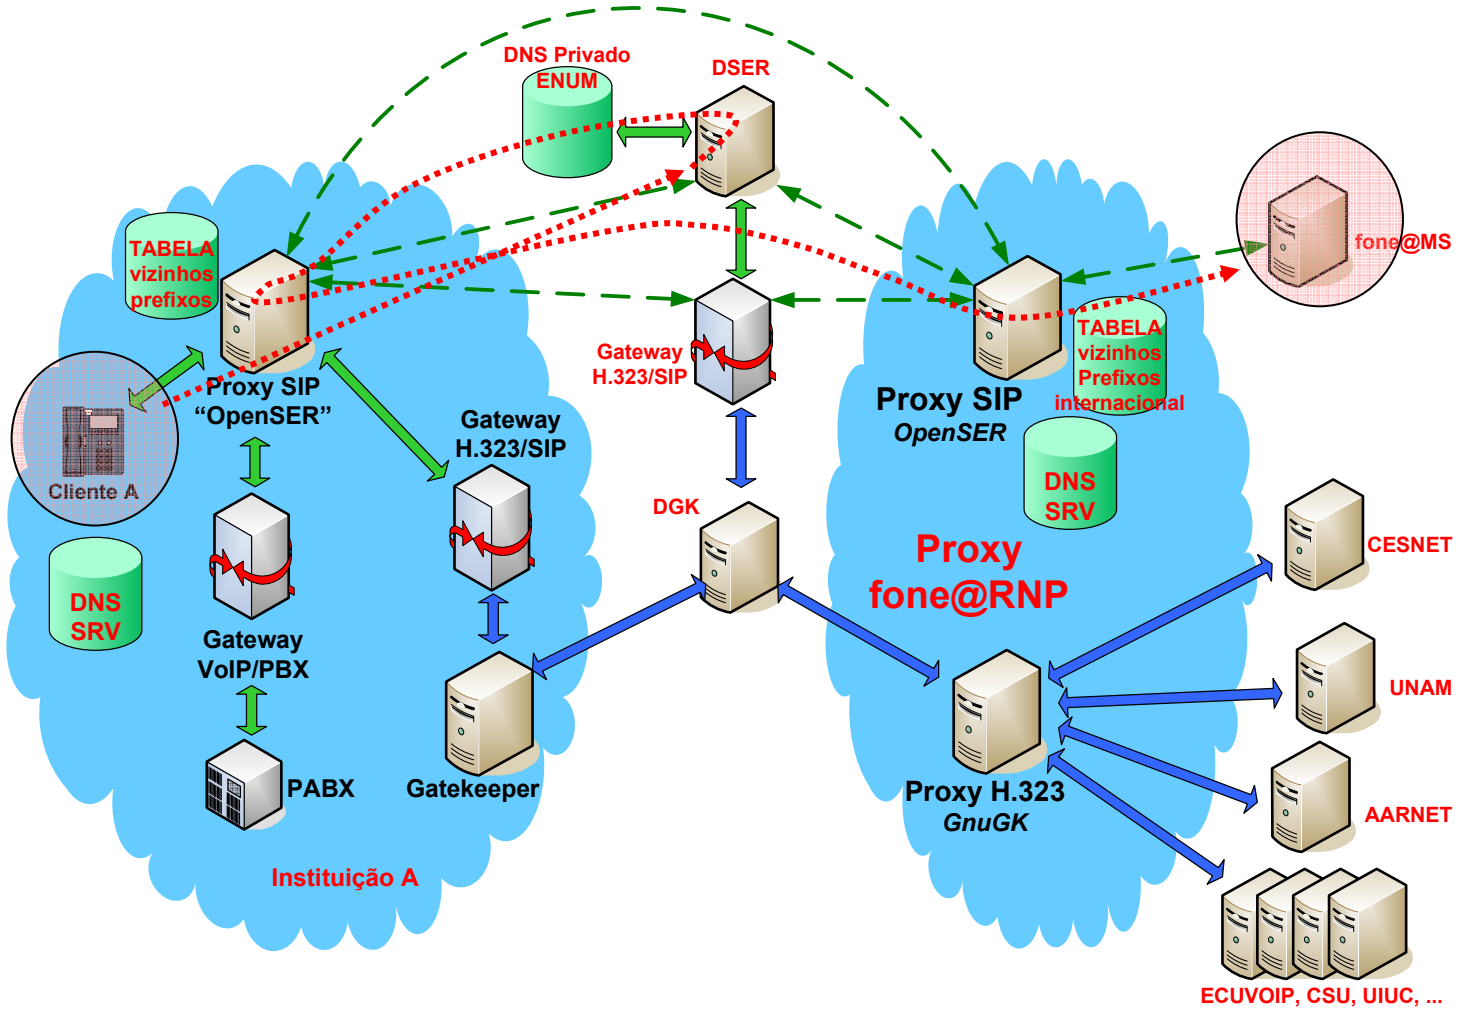 DNS Privado
ENUM
DSER
TABELA
vizinhos
prefixos
fone@MS
Gateway
H.323/SIP
TABELA
vizinhos
Prefixos
internacional
Proxy SIP
“OpenSER”
Proxy SIP
OpenSER
Gateway
H.323/SIP
Cliente A
DNS
SRV
DGK
DNS
SRV
Proxy
fone@RNP
CESNET
Gateway
VoIP/PBX
UNAM
PABX
Gatekeeper
Proxy H.323
GnuGK
AARNET
Instituição A
ECUVOIP, CSU, UIUC, ...